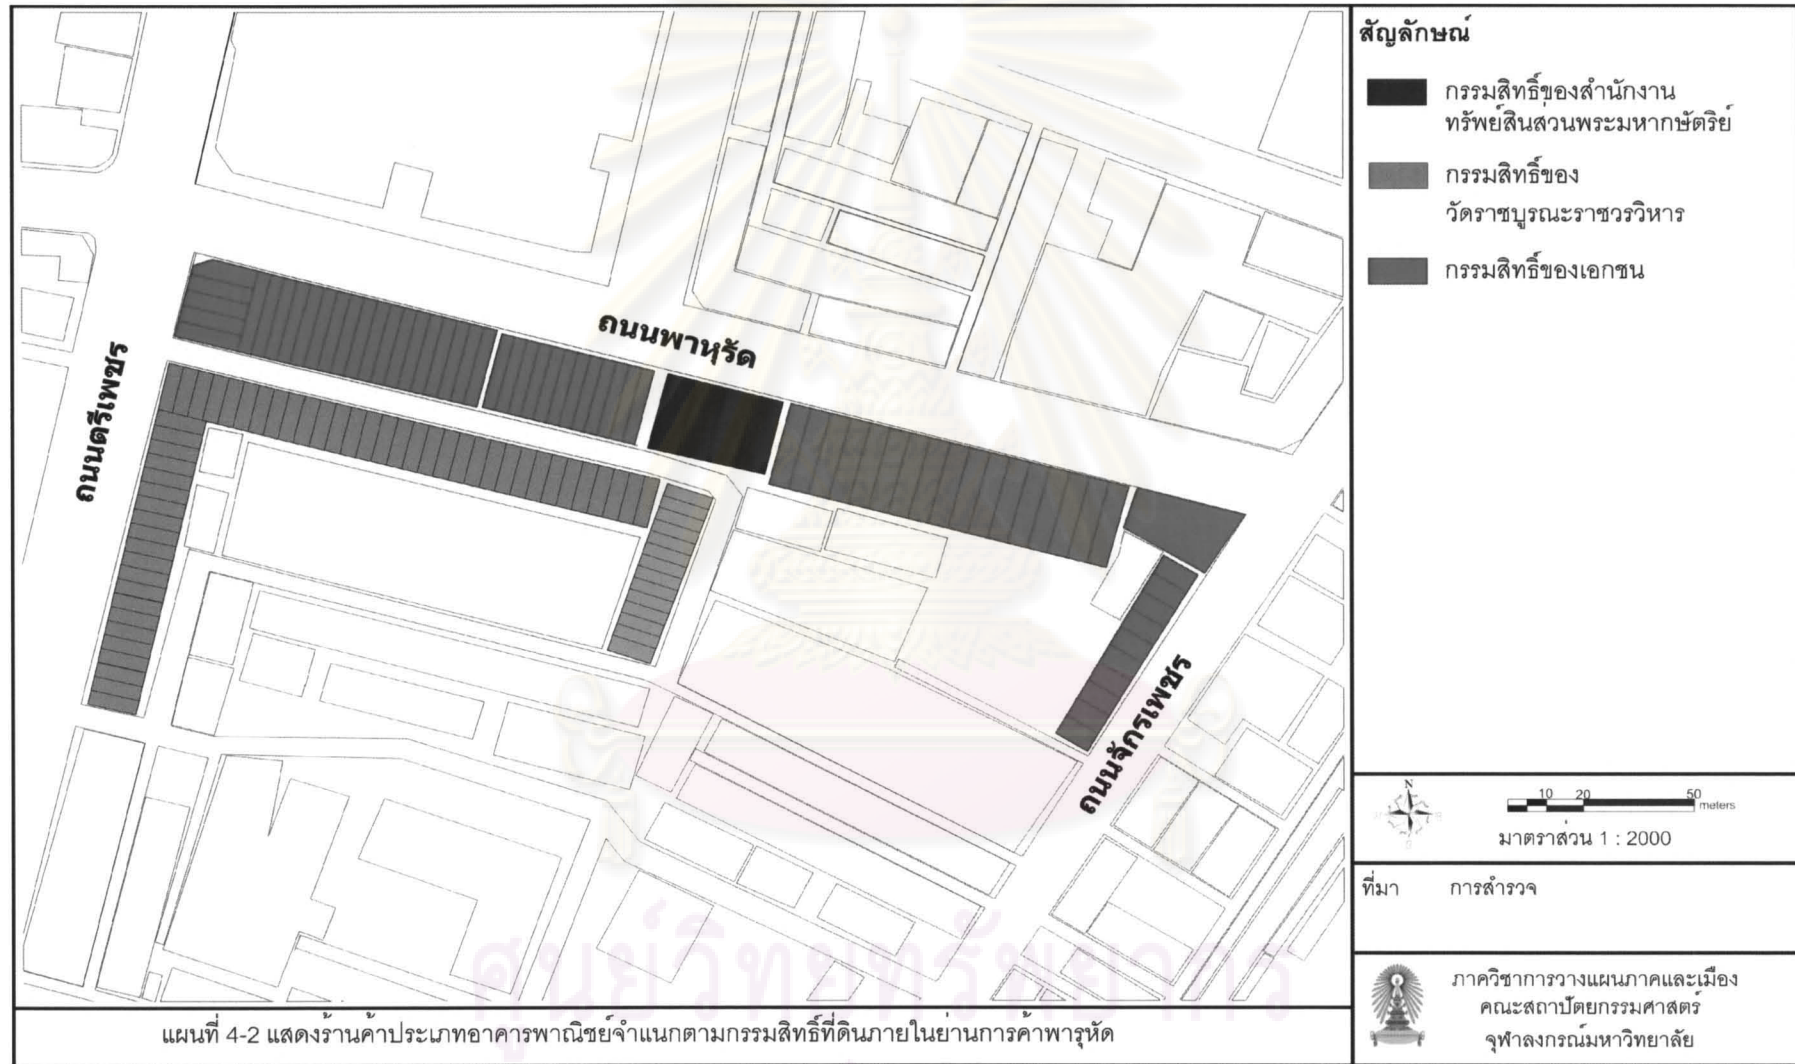 ถนนพาหุรัด
ถนนตรีเพชร
ถนนจักรเพชร
สัญลักษณ์
กรรมสิทธิ์ของสำนักงาน
ทรัพย์สินส่วนพระมหากษัตริย์
กรรมสิทธิ์ของ
วัดราชบูรณะราชวรวิหาร
กรรมสิทธิ์ของเอกชน
N
10 20 50
meters
มาตราส่วน 1 : 2000
ที่มา การสำรวจ
ภาควิชาการวางแผนภาคและเมือง
คณะสถาปัตยกรรมศาสตร์
จุฬาลงกรณ์มหาวิทยาลัย
แผนที่ 4-2 แสดงร้านค้าประเภทอาคารพาณิชย์จำแนกตามกรรมสิทธิ์ที่ดินภายในย่านการค้าพารุหัด
ศูนย์วิทยทรัพยากร